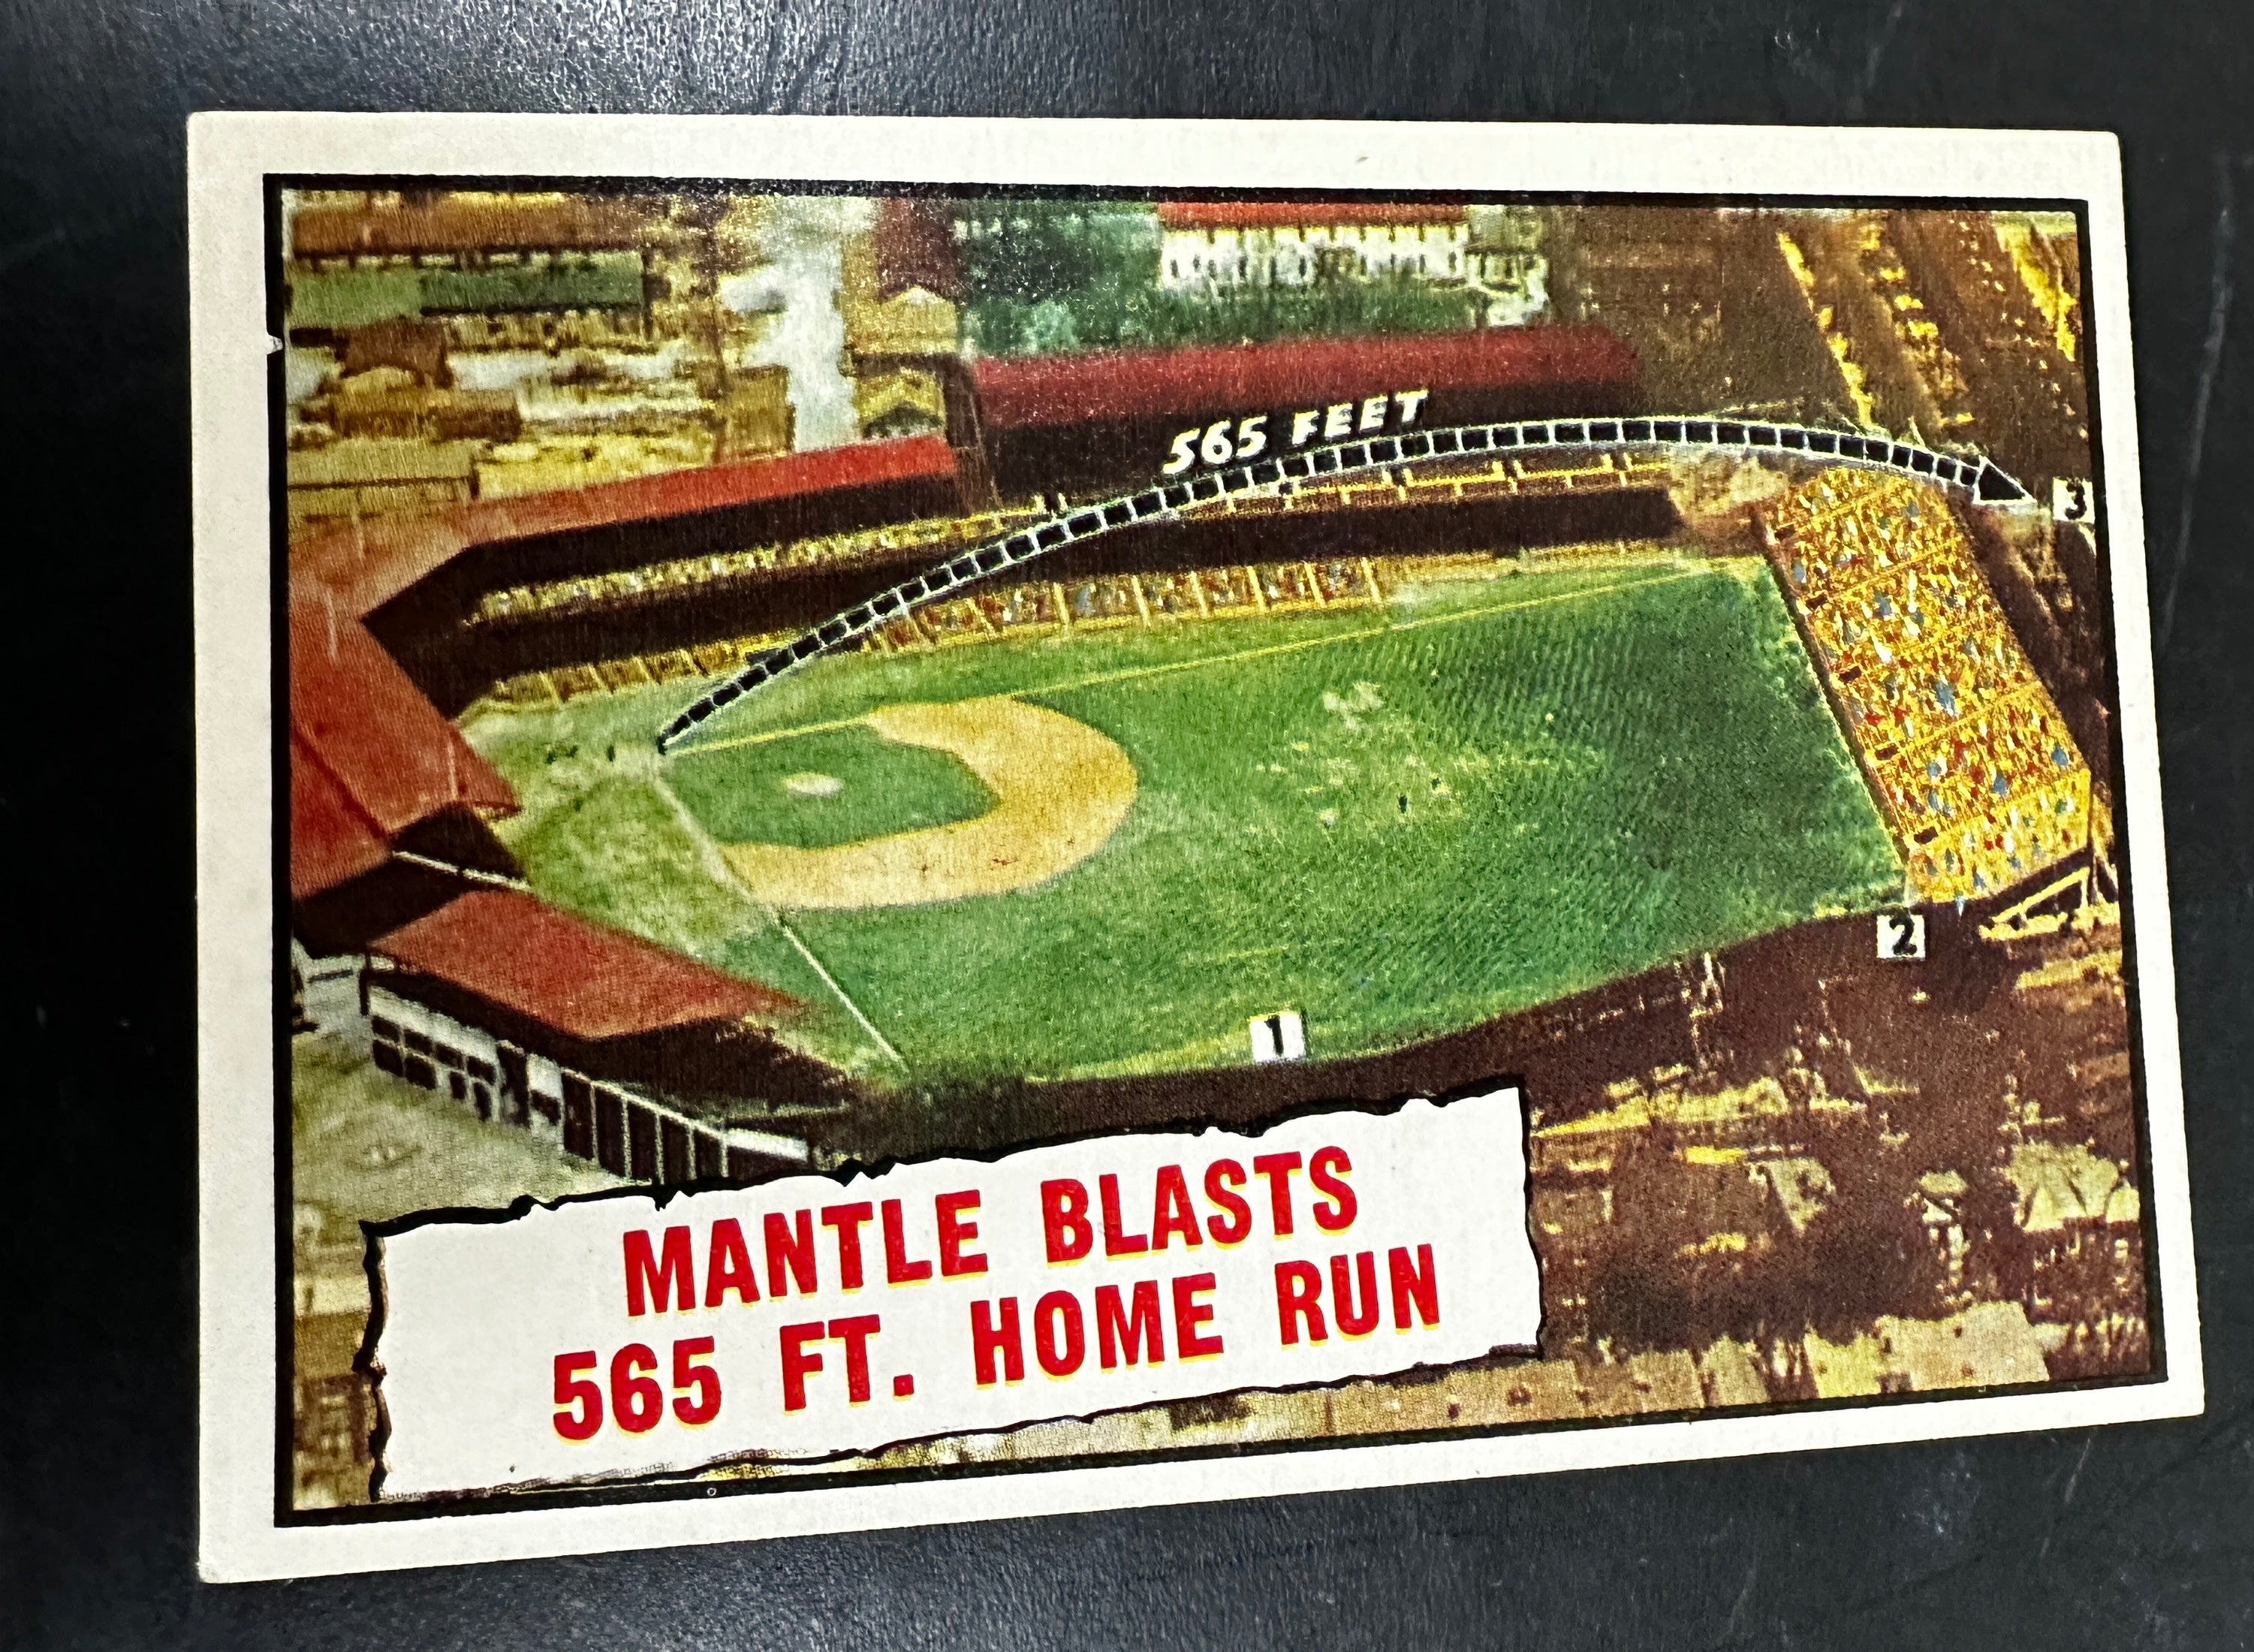 565 FEET
3
2
1
MANTLE BLASTS
565 FT. HOME RUN